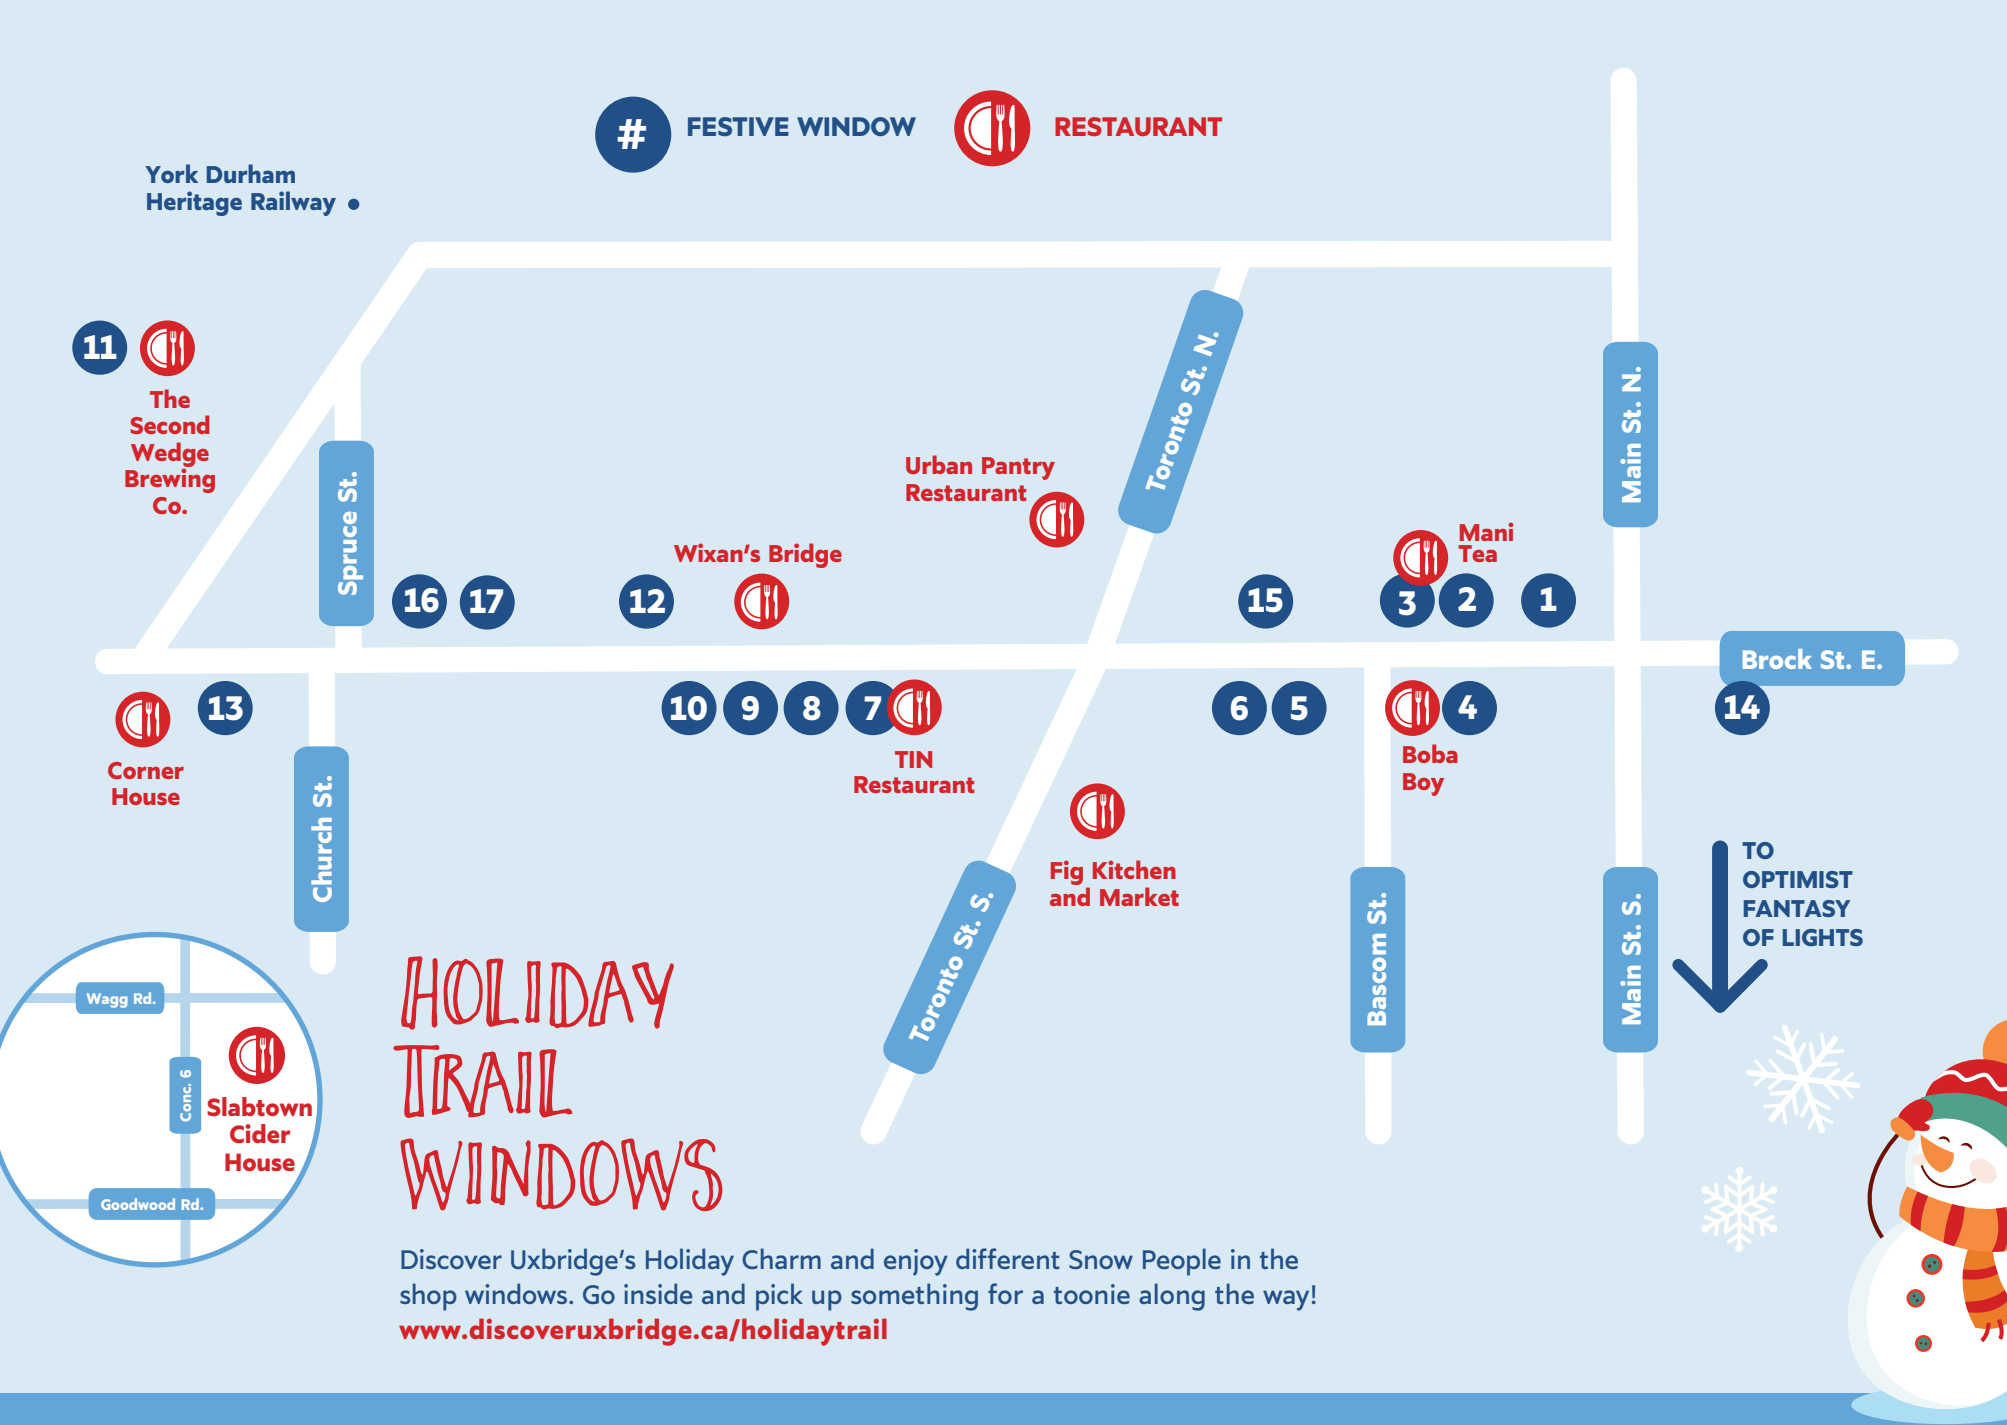 # FESTIVE WINDOW
RESTAURANT
York Durham
Heritage Railway
11
The
Second
Wedge
Brewing
Co.
Spruce St.
Toronto St. N.
Main St. N.
Urban Pantry
Restaurant
Mani
Tea
Wixan's Bridge
16
17
12
15
3
2
1
Brock St. E.
Corner
House
13
10
9
8
7
TIN
Restaurant
6
5
Boba
Boy
4
14
Church St.
Fig Kitchen
and Market
Toronto St. S.
Bascom St.
Main St. S.
TO
OPTIMIST
FANTASY
OF LIGHTS
Wagg Rd.
Conc. 6
Slabtown
Cider
House
Goodwood Rd.
HOLIDAY
TRAIL
WINDOWS
Discover Uxbridge's Holiday Charm and enjoy different Snow People in the
shop windows. Go inside and pick up something for a toonie along the way!
www.discoveruxbridge.ca/holidaytrail